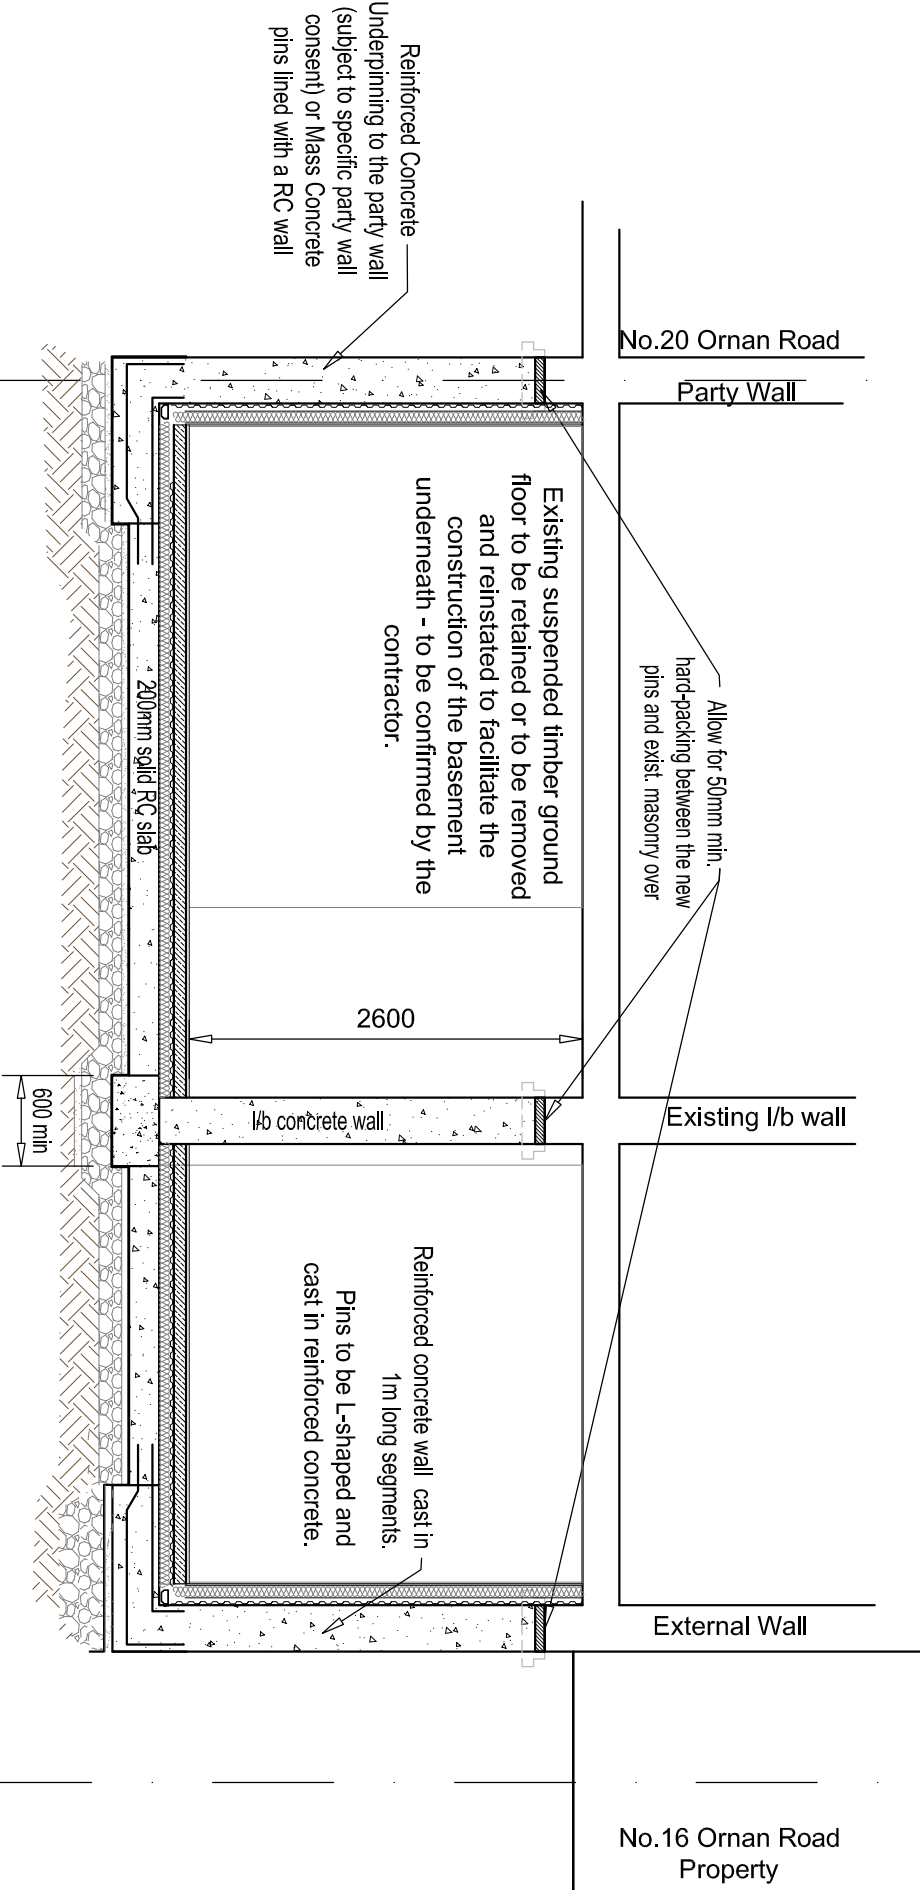 Reinforced Concrete
Underpinning to the party wall
(subject to specific party wall
consent) or Mass Concrete
pins lined with a RC wall
No.20 Ornan Road
Party Wall
Existing suspended timber ground
floor to be retained or to be removed
and reinstated to facilitate the
construction of the basement
underneath - to be confirmed by the
contractor.
Allow for 50mm min.
hard-packing between the new
pins and exist. masonry over
200mm solid RC slab
2600
600 min
l/b concrete wall
Existing l/b wall
Reinforced concrete wall cast in
1m long segments.
Pins to be L-shaped and
cast in reinforced concrete.
External Wall
No.16 Ornan Road
Property